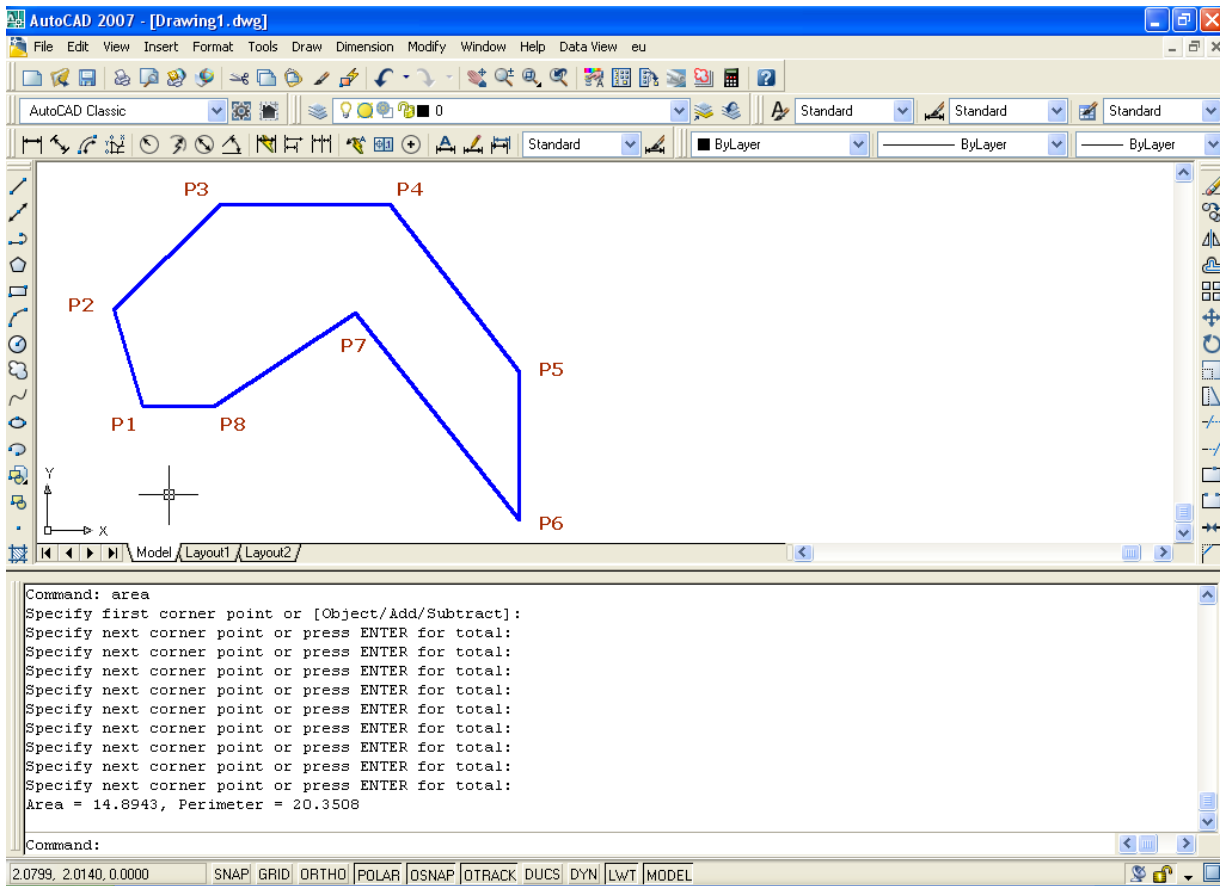 AutoCAD 2007 - [Drawing1.dwg]
File Edit View Insert Format Tools Draw Dimension Modify Window Help Data View eu
AutoCAD Classic 0 Standard Standard Standard
Standard ByLayer ByLayer ByLayer
P3 P4
P2
P7
P5
P1 P8
Y
P6
X
Model Layout1 Layout2
Command: area
Specify first corner point or [Object/Add/Subtract]:
Specify next corner point or press ENTER for total:
Specify next corner point or press ENTER for total:
Specify next corner point or press ENTER for total:
Specify next corner point or press ENTER for total:
Specify next corner point or press ENTER for total:
Specify next corner point or press ENTER for total:
Specify next corner point or press ENTER for total:
Specify next corner point or press ENTER for total:
Specify next corner point or press ENTER for total:
Area = 14.8943, Perimeter = 20.3508
Command:
2.0799, 2.0140, 0.0000 SNAP GRID ORTHO POLAR OSNAP OTRACK DUCS DYN LWT MODEL